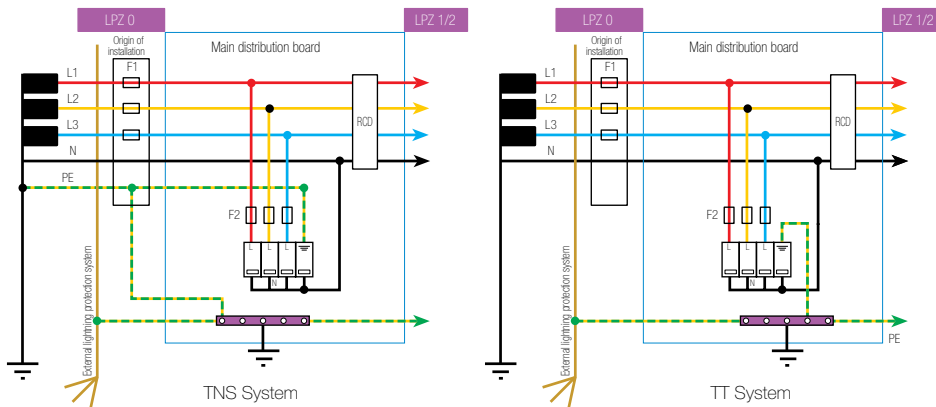 LPZ 0
LPZ 1/2
Origin of
installation
Main distribution board
F1
L1
L2
L3
N
PE
RCD
F2
L
L
L
N
External lightning protection system
TNS System
LPZ 0
LPZ 1/2
Origin of
installation
Main distribution board
F1
L1
L2
L3
N
RCD
F2
L
L
L
N
External lightning protection system
PE
TT System